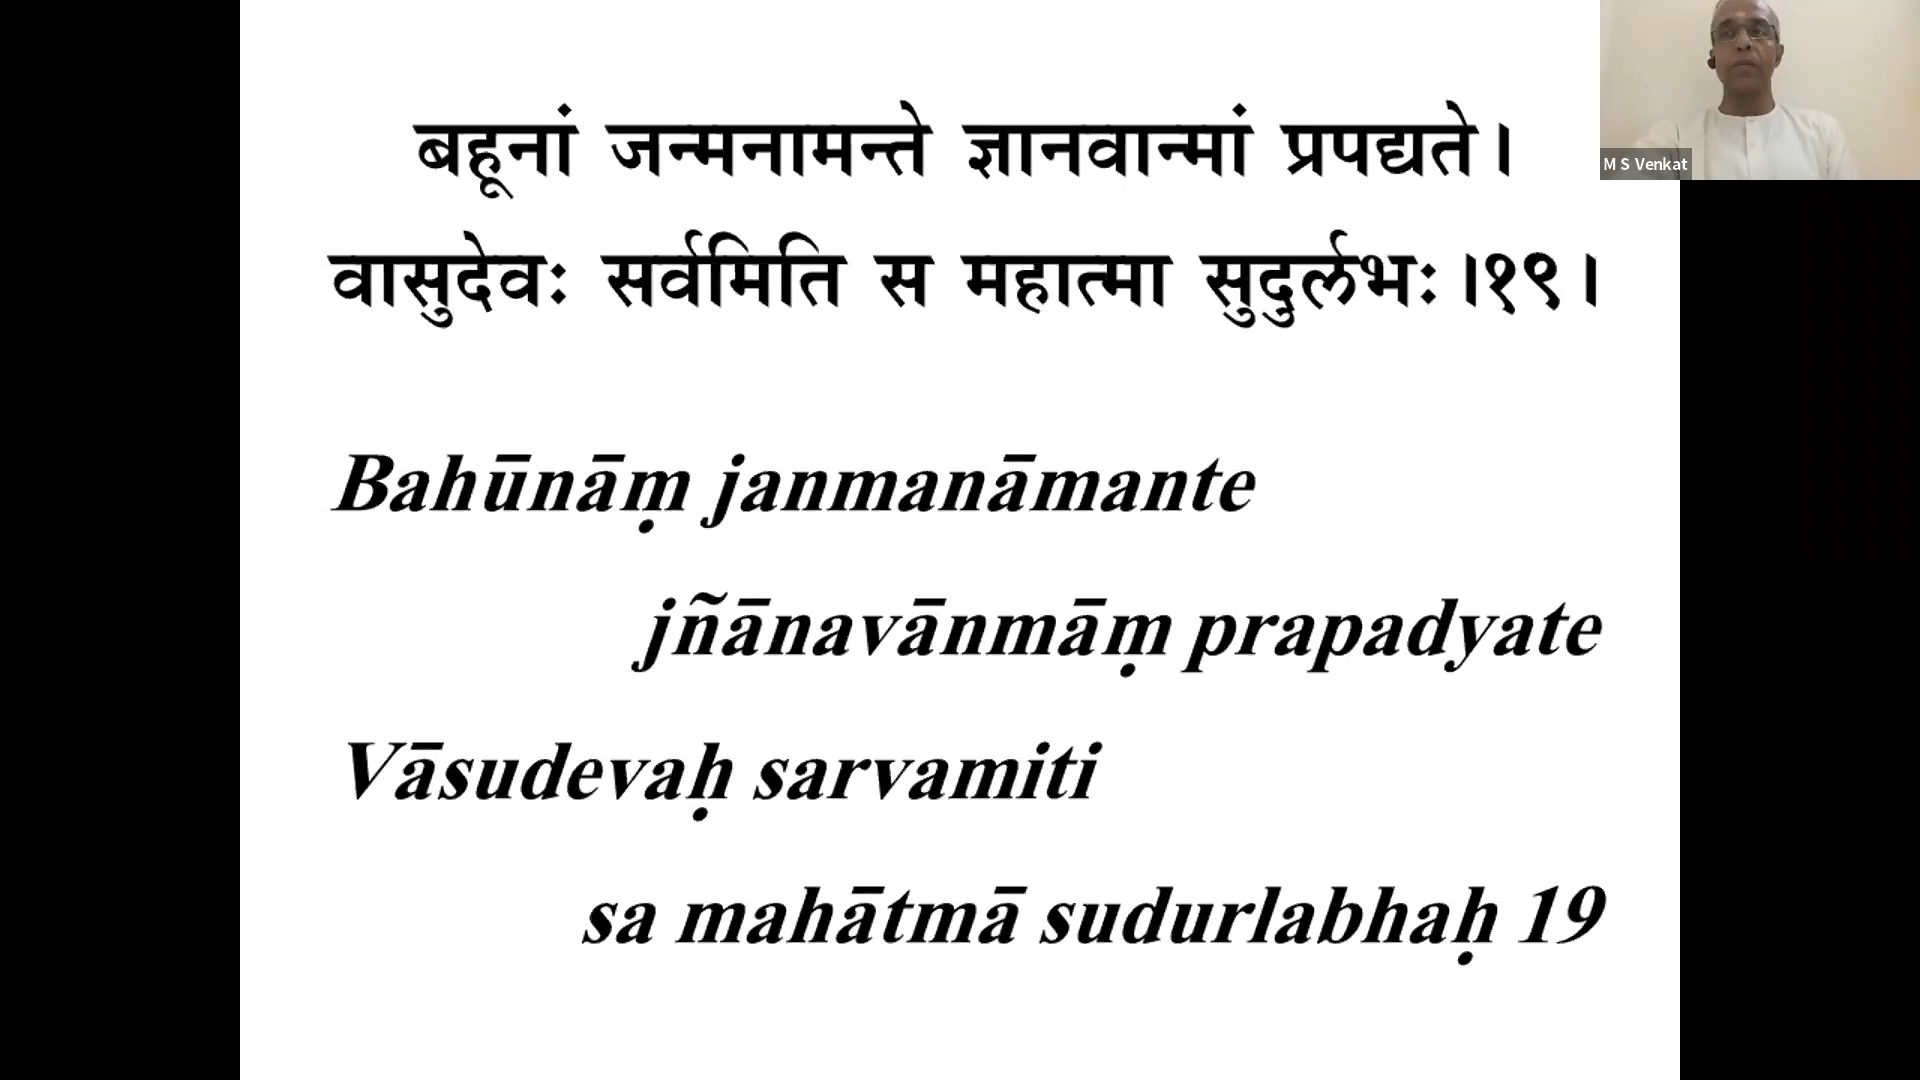 बहूनां जन्मनामन्ते ज्ञानवान्मां प्रपद्यते।
वासुदेवः सर्वमिति स महात्मा सुदुर्लभः।१९।
Bahūnāṃ janmanāmante
jñānavānmāṃ prapadyate
Vāsudevaḥ sarvamiti
sa mahātmā sudurlabhaḥ 19
M S Venkat